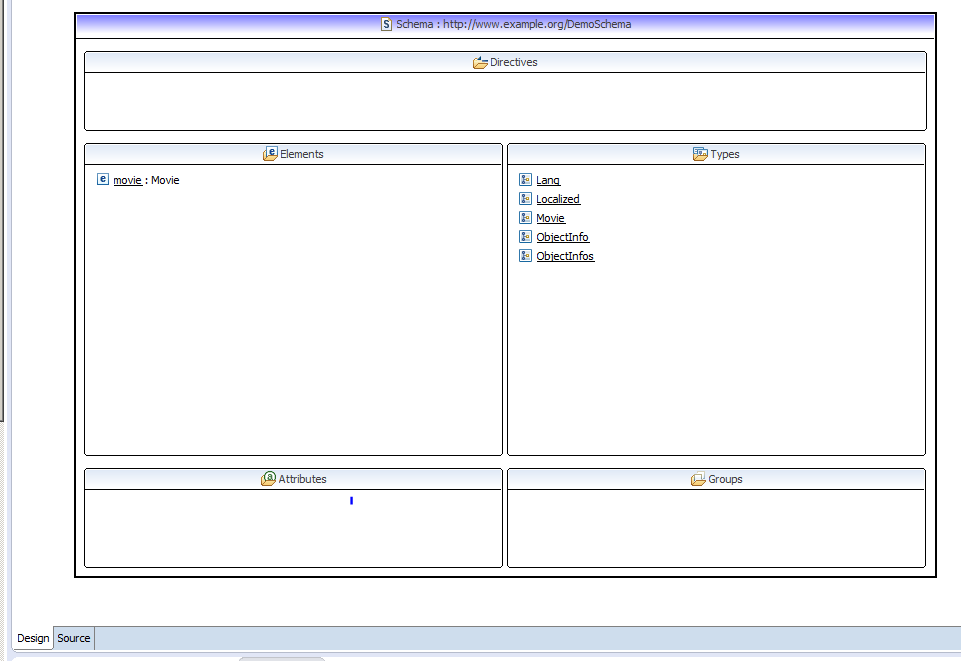 Schema : http://www.example.org/DemoSchema
Directives
Elements
movie : Movie
Types
Lang
Localized
Movie
ObjectInfo
ObjectInfos
Attributes
Groups
Design Source